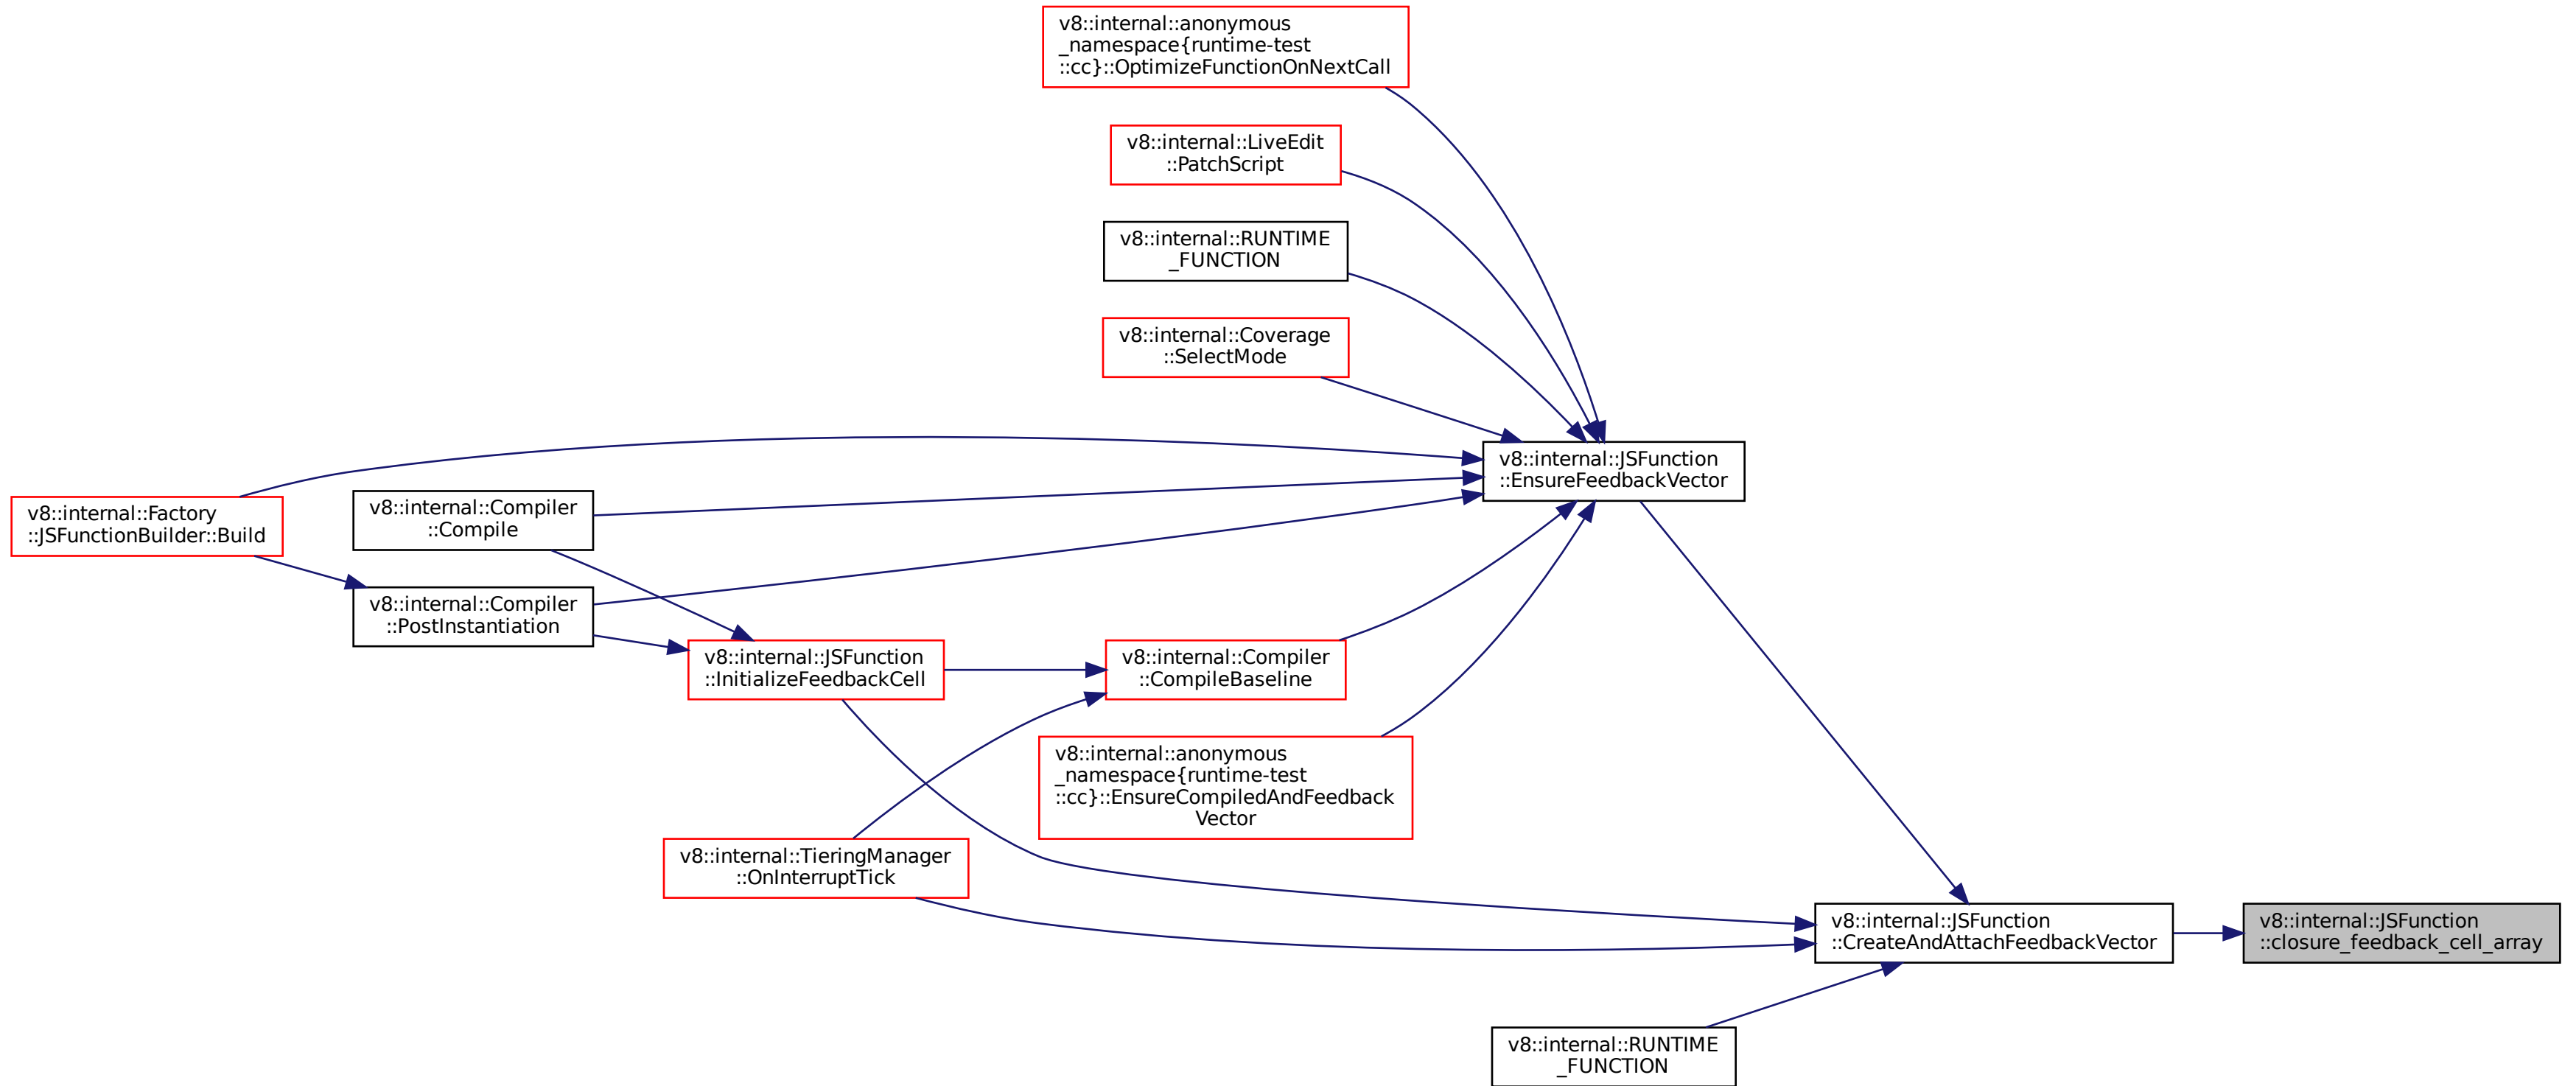 v8::internal::anonymous
_namespace{runtime-test
::cc}::OptimizeFunctionOnNextCall
v8::internal::LiveEdit
::PatchScript
v8::internal::RUNTIME
_FUNCTION
v8::internal::Coverage
::SelectMode
v8::internal::JSFunction
::EnsureFeedbackVector
v8::internal::Factory
::JSFunctionBuilder::Build
v8::internal::Compiler
::Compile
v8::internal::Compiler
::PostInstantiation
v8::internal::JSFunction
::InitializeFeedbackCell
v8::internal::Compiler
::CompileBaseline
v8::internal::anonymous
_namespace{runtime-test
::cc}::EnsureCompiledAndFeedback
Vector
v8::internal::TieringManager
::OnInterruptTick
v8::internal::JSFunction
::CreateAndAttachFeedbackVector
v8::internal::JSFunction
::closure_feedback_cell_array
v8::internal::RUNTIME
_FUNCTION